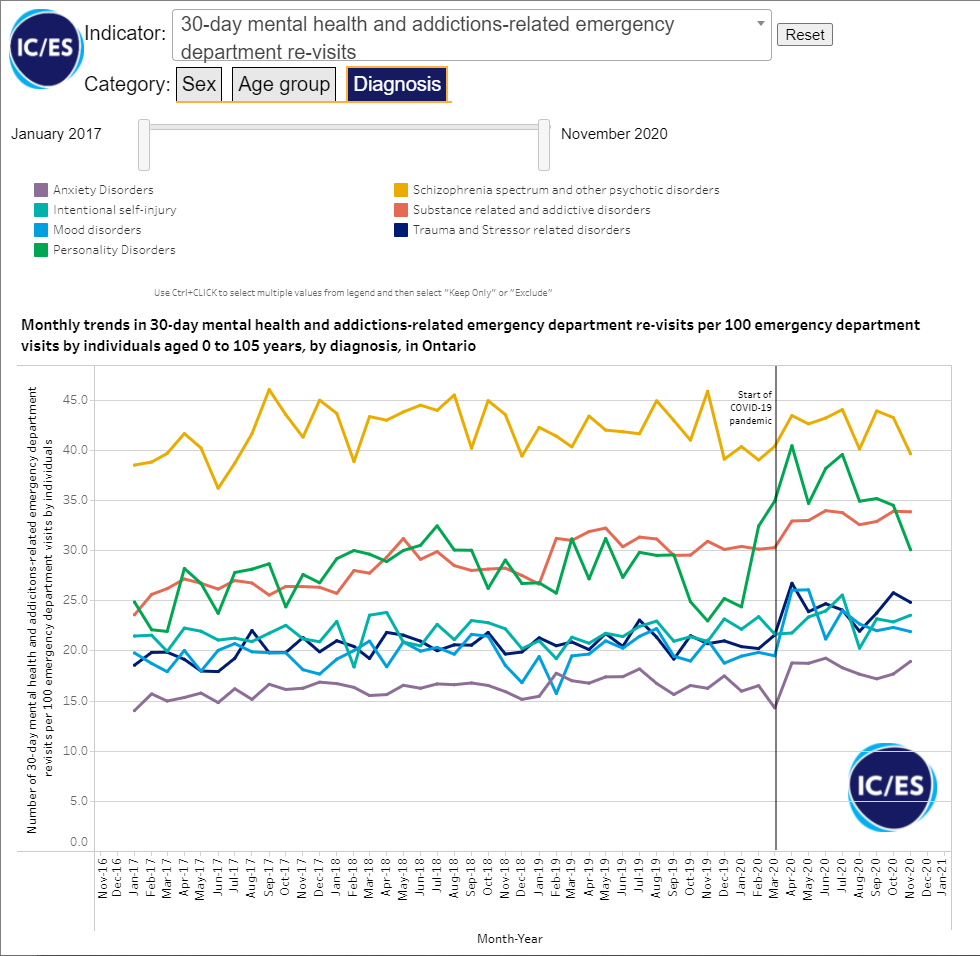 IC/ES
Indicator:
30-day mental health and addictions-related emergency
department re-visits
Reset
Category:
Sex
Age group
Diagnosis
January 2017
November 2020
Anxiety Disorders
Schizophrenia spectrum and other psychotic disorders
Intentional self-injury
Substance related and addictive disorders
Mood disorders
Trauma and Stressor related disorders
Personality Disorders
Use Ctrl+CLICK to select multiple values from legend and then select "Keep Only" or "Exclude"
Monthly trends in 30-day mental health and addictions-related emergency department re-visits per 100 emergency department
visits by individuals aged 0 to 105 years, by diagnosis, in Ontario
Number of 30-day mental health and addicitons-related emergency department
revisits per 100 emergency department visits by individuals
45.0
40.0
35.0
30.0
25.0
20.0
15.0
10.0
5.0
0.0
Start of
COVID-19
pandemic
IC/ES
Nov-16
Dec-16
Jan-17
Feb-17
Mar-17
Apr-17
May-17
Jun-17
Jul-17
Aug-17
Sep-17
Oct-17
Nov-17
Dec-17
Jan-18
Feb-18
Mar-18
Apr-18
May-18
Jun-18
Jul-18
Aug-18
Sep-18
Oct-18
Nov-18
Dec-18
Jan-19
Feb-19
Mar-19
Apr-19
May-19
Jun-19
Jul-19
Aug-19
Sep-19
Oct-19
Nov-19
Dec-19
Jan-20
Feb-20
Mar-20
Apr-20
May-20
Jun-20
Jul-20
Aug-20
Sep-20
Oct-20
Nov-20
Dec-20
Jan-21
Month-Year